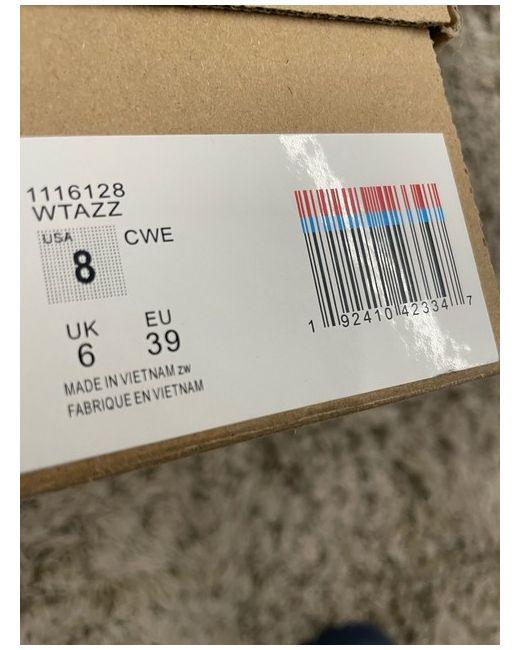 1116128
WTAZZ
USA
8
CWE
UK
6
EU
39
MADE IN VIETNAM ZW
FABRIQUE EN VIETNAM
1 92410 42334 7